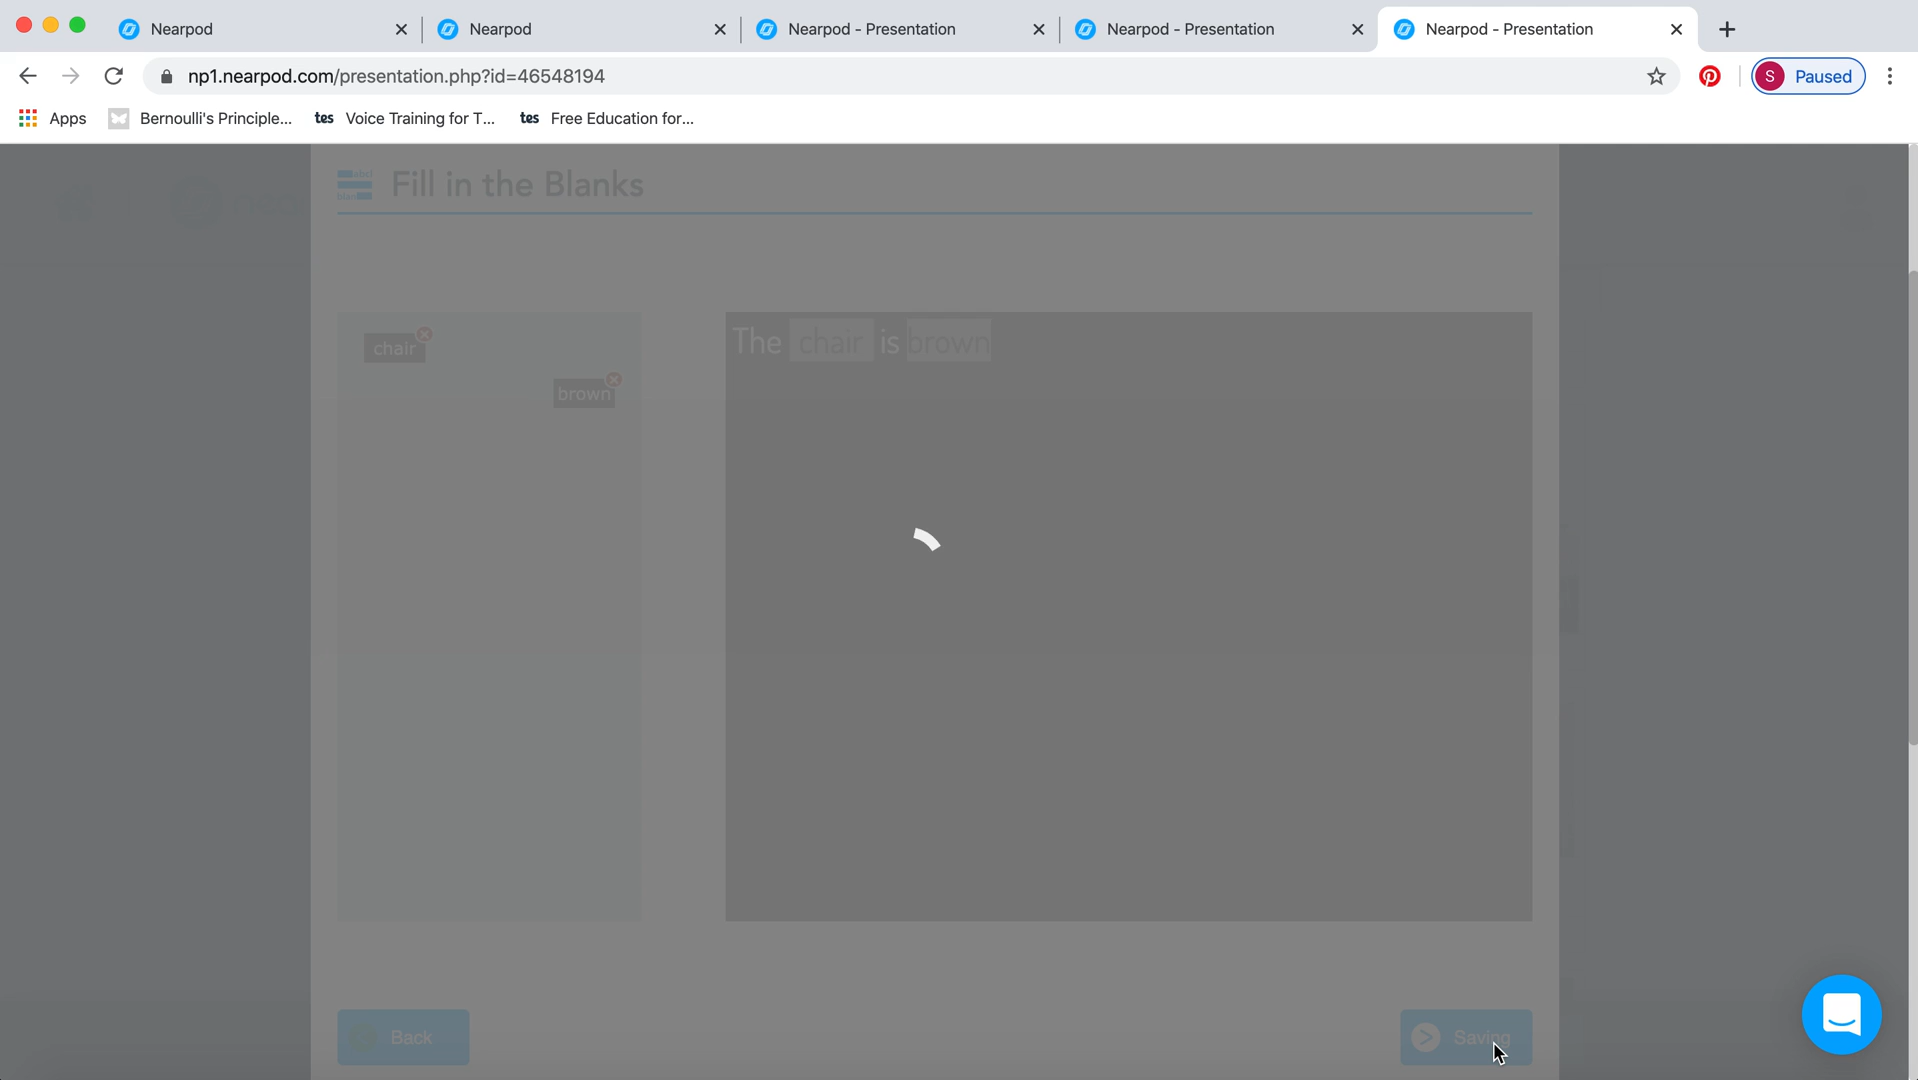 Nearpod
Nearpod
Nearpod - Presentation
Nearpod - Presentation
Nearpod - Presentation
np1.nearpod.com/presentation.php?id=46548194
S
Paused
Apps
Bernoulli's Principle...
tes Voice Training for T...
tes Free Education for...
Fill in the Blanks
chair
brown
The chair is brown
Back
Saving